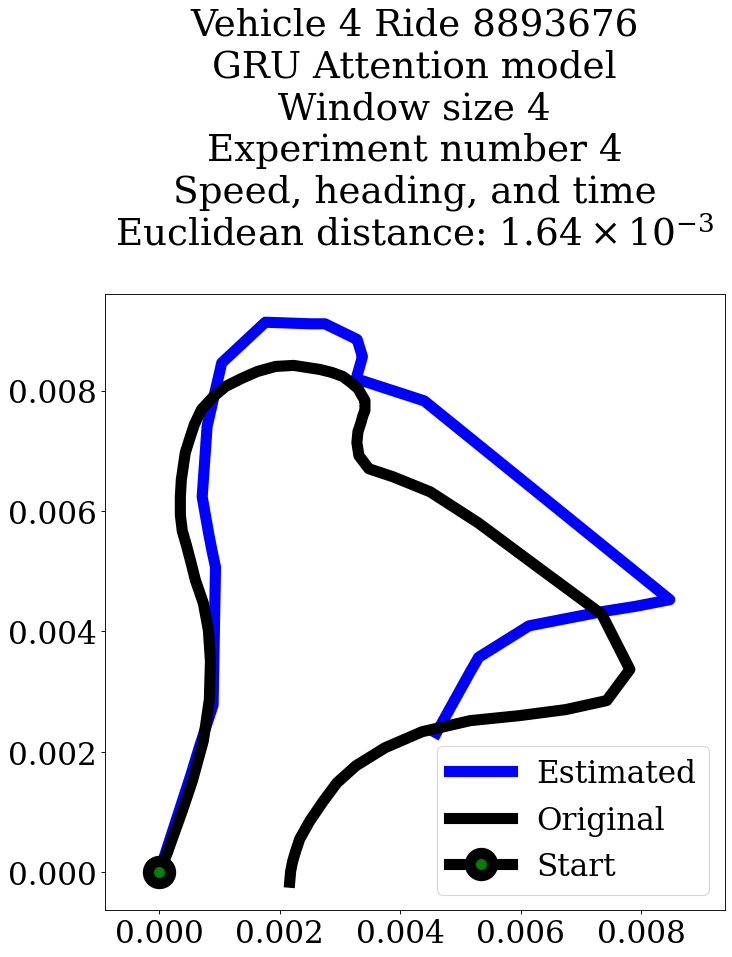 Vehicle 4 Ride 8893676
GRU Attention model
Window size 4
Experiment number 4
Speed, heading, and time
Euclidean distance: 1.64 × 10⁻³
0.008
0.006
0.004
0.002
0.000
Estimated
Original
Start
0.000 0.002 0.004 0.006 0.008